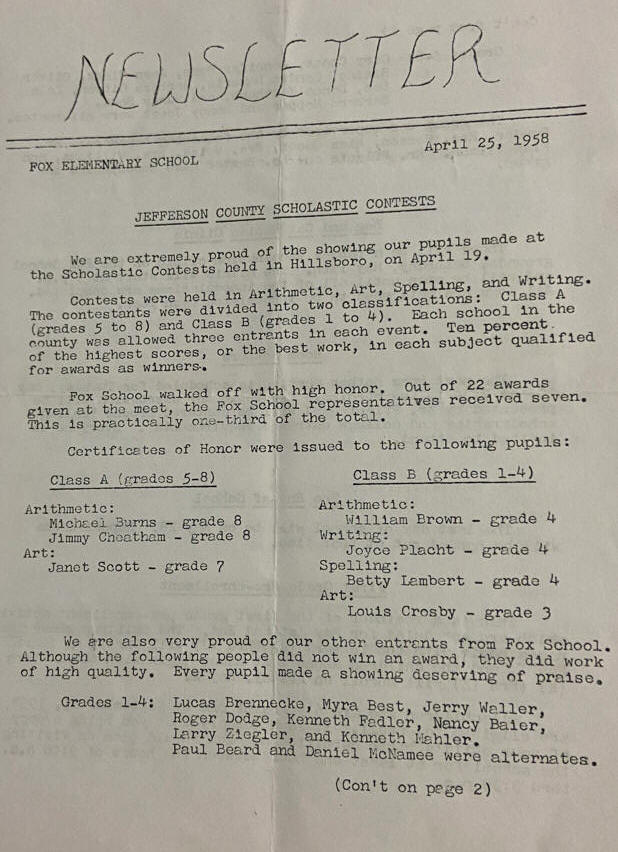 NEWSLETTER
FOX ELEMENTARY SCHOOL
April 25, 1958
JEFFERSON COUNTY SCHOLASTIC CONTESTS
We are extremely proud of the showing our pupils made at
the Scholastic Contests held in Hillsboro, on April 19.
Contests were held in Arithmetic, Art, Spelling, and Writing.
The contestants were divided into two classifications: Class A
(grades 5 to 8) and Class B (grades 1 to 4). Each school in the
county was allowed three entrants in each event. Ten percent
of the highest scores, or the best work, in each subject qualified
for awards as winners.
Fox School walked off with high honor. Out of 22 awards
given at the meet, the Fox School representatives received seven.
This is practically one-third of the total.
Certificates of Honor were issued to the following pupils:
Class A (grades 5-8)
Arithmetic:
Michael Burns - grade 8
Jimmy Cheatham - grade 8
Art:
Janet Scott - grade 7
Class B (grades 1-4)
Arithmetic:
William Brown - grade 4
Writing:
Joyce Placht - grade 4
Spelling:
Betty Lambert - grade 4
Art:
Louis Crosby - grade 3
We are also very proud of our other entrants from Fox School.
Although the following people did not win an award, they did work
of high quality. Every pupil made a showing deserving of praise.
Grades 1-4: Lucas Brennecke, Myra Best, Jerry Waller,
Roger Dodge, Kenneth Fadler, Nancy Baier,
Larry Ziegler, and Kenneth Mahler.
Paul Beard and Daniel McNamee were alternates.
(Con't on page 2)